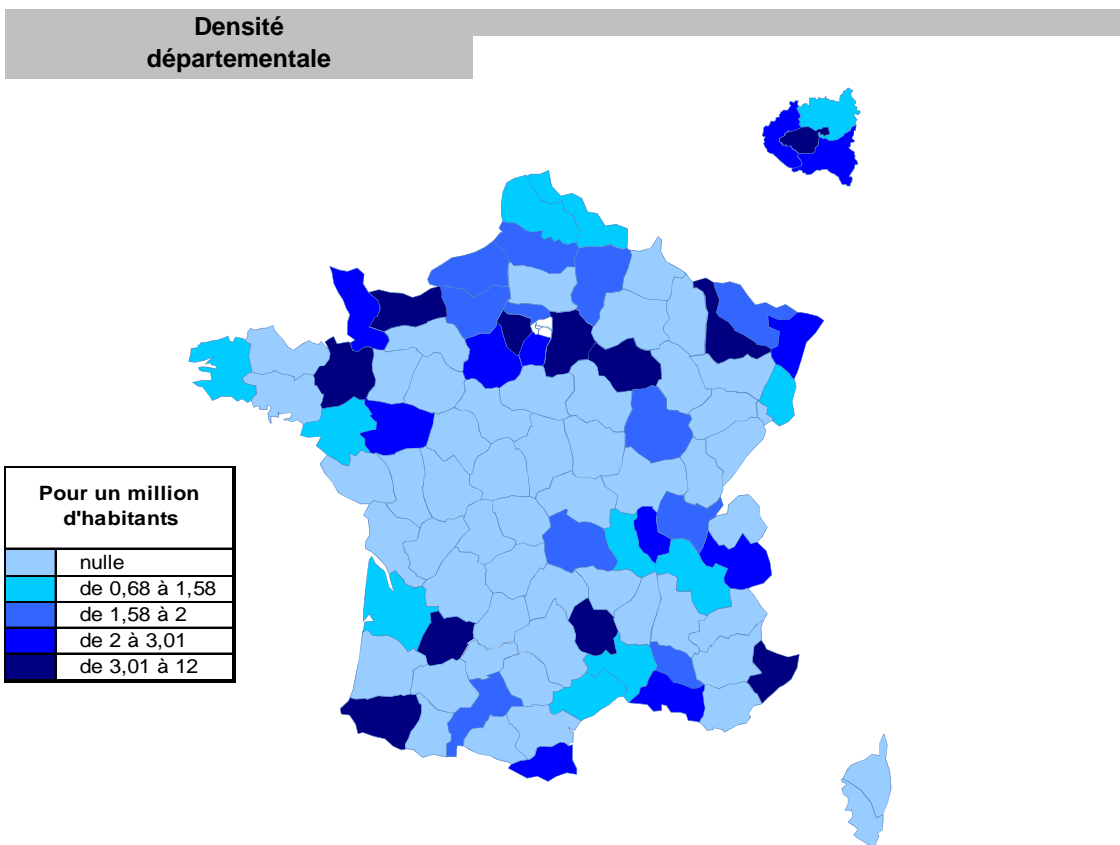 Densité
départementale
Pour un million
d'habitants
nulle
de 0,68 à 1,58
de 1,58 à 2
de 2 à 3,01
de 3,01 à 12